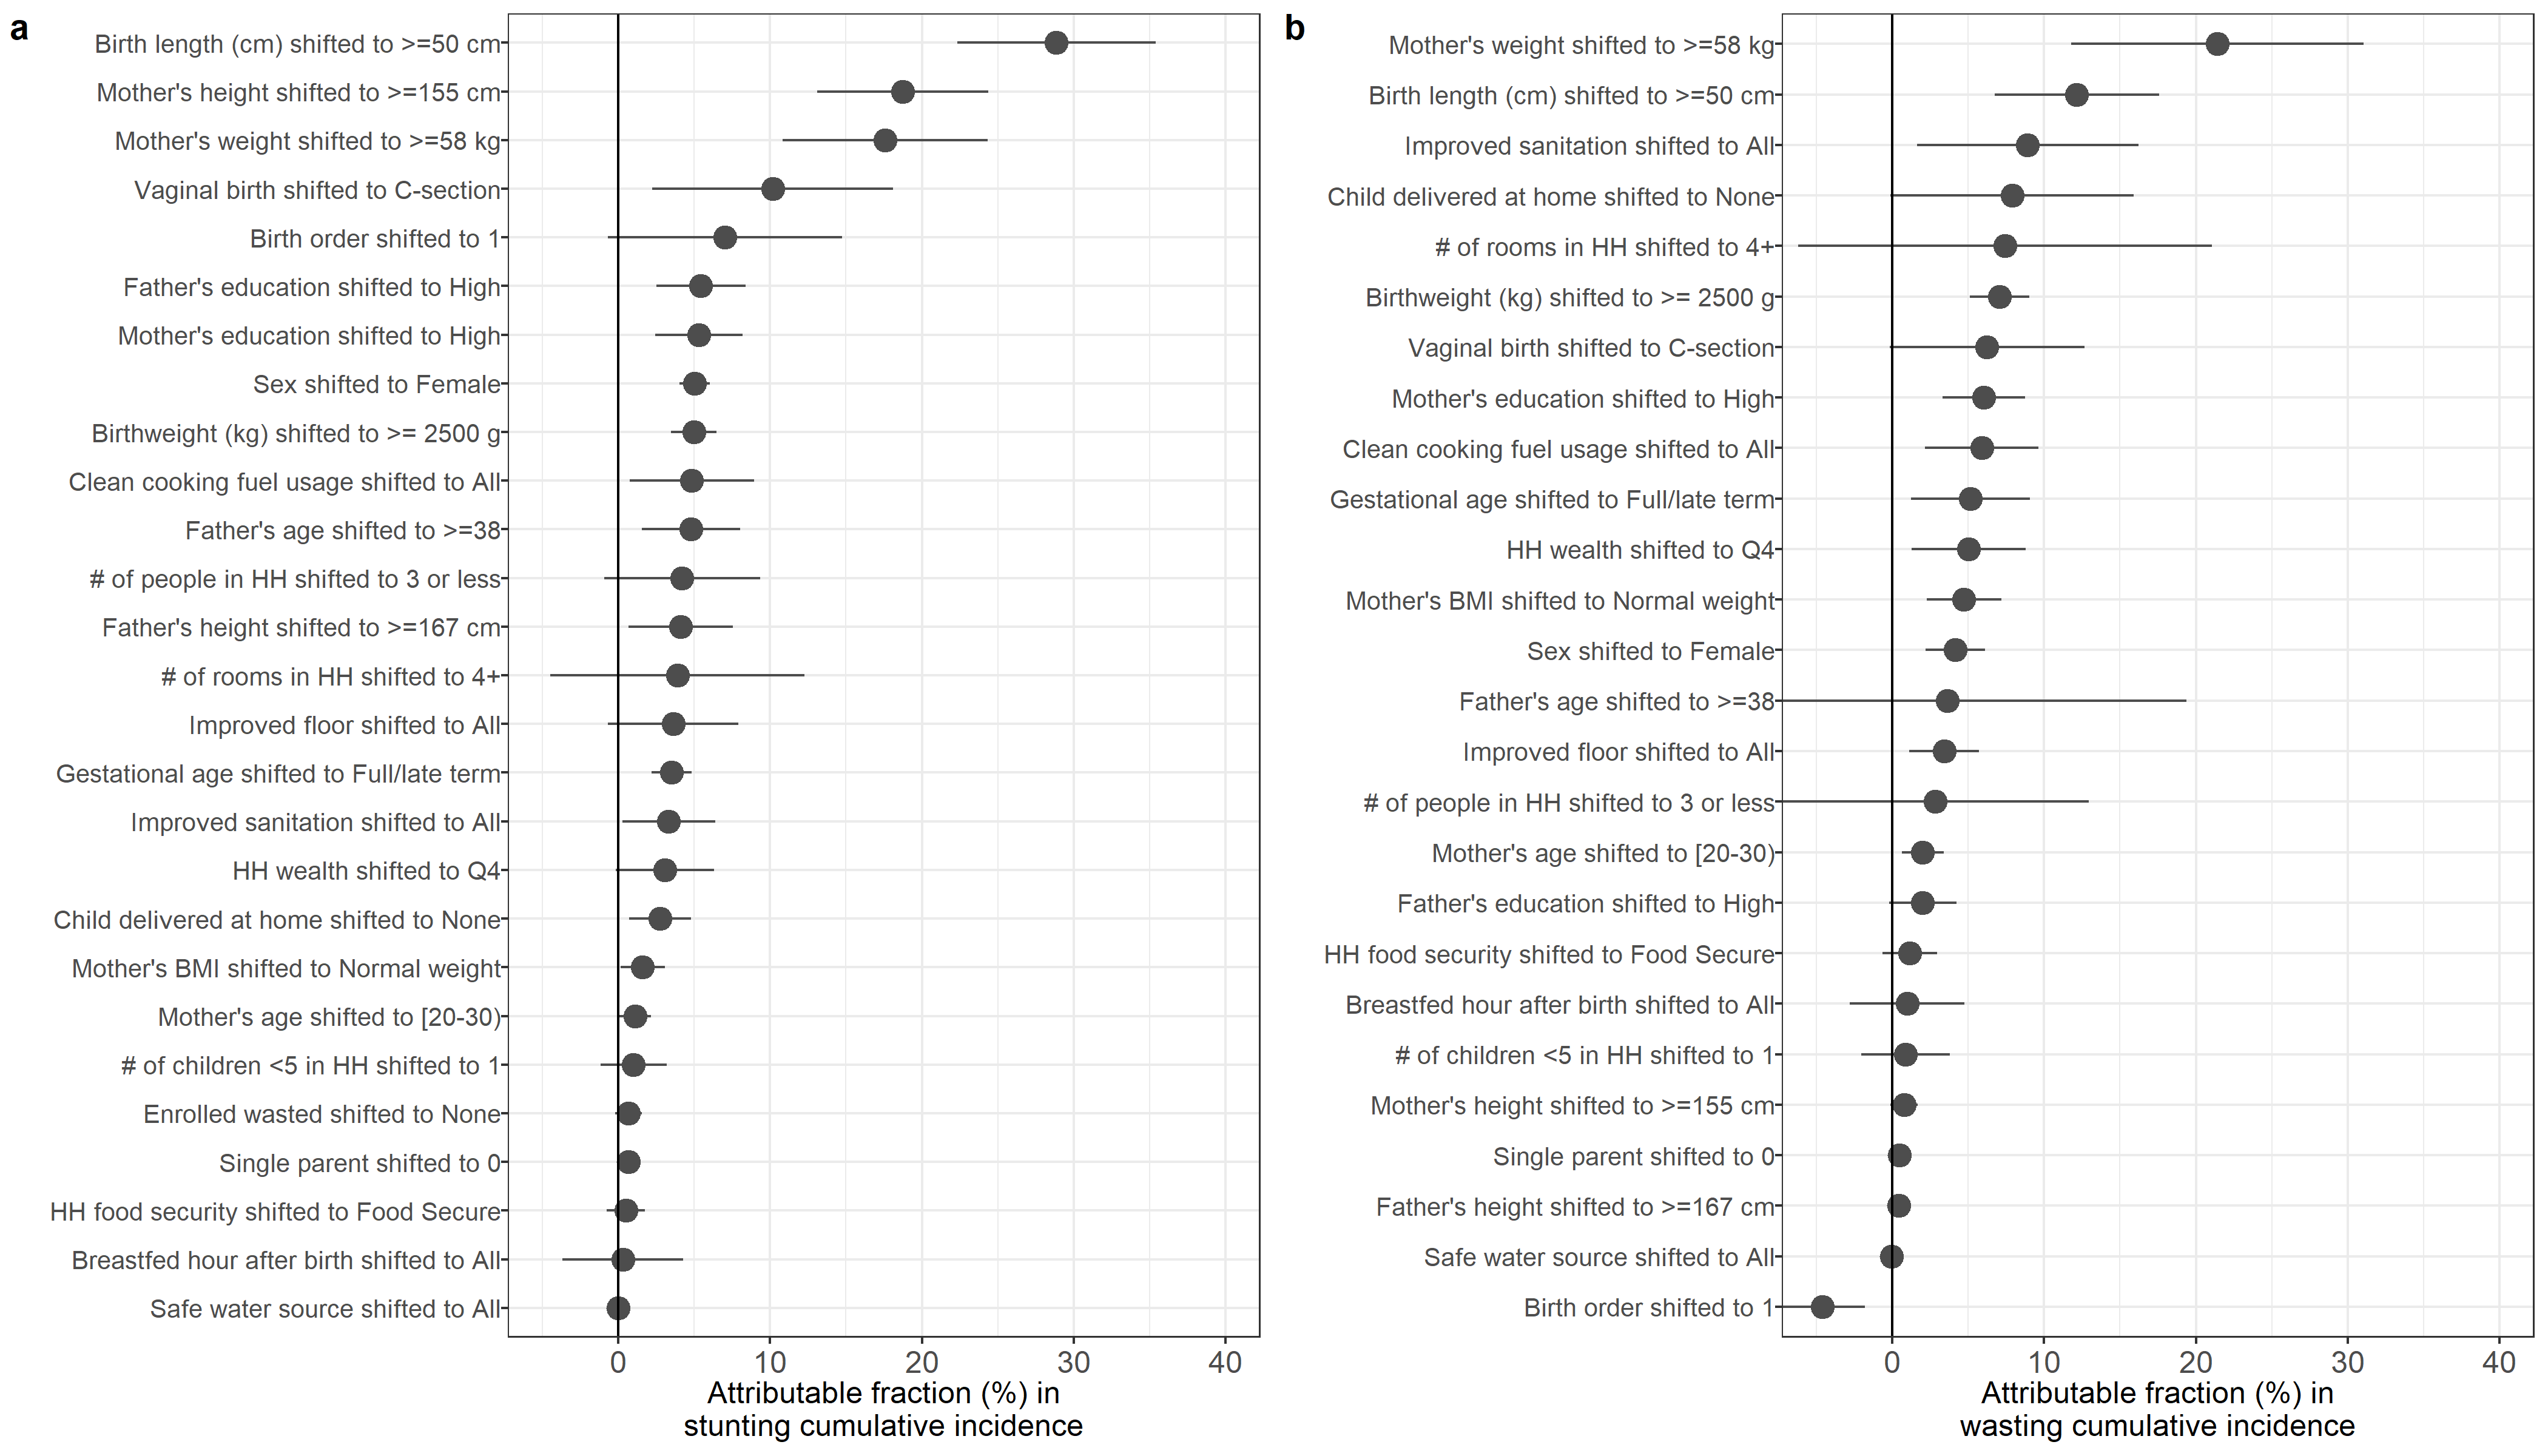 a
Birth length (cm) shifted to >=50 cm
Mother's height shifted to >=155 cm
Mother's weight shifted to >=58 kg
Vaginal birth shifted to C-section
Birth order shifted to 1
Father's education shifted to High
Mother's education shifted to High
Sex shifted to Female
Birthweight (kg) shifted to >= 2500 g
Clean cooking fuel usage shifted to All
Father's age shifted to >=38
# of people in HH shifted to 3 or less
Father's height shifted to >=167 cm
# of rooms in HH shifted to 4+
Improved floor shifted to All
Gestational age shifted to Full/late term
Improved sanitation shifted to All
HH wealth shifted to Q4
Child delivered at home shifted to None
Mother's BMI shifted to Normal weight
Mother's age shifted to [20-30)
# of children <5 in HH shifted to 1
Enrolled wasted shifted to None
Single parent shifted to 0
HH food security shifted to Food Secure
Breastfed hour after birth shifted to All
Safe water source shifted to All
0 10 20 30 40
Attributable fraction (%) in
stunting cumulative incidence
b
Mother's weight shifted to >=58 kg
Birth length (cm) shifted to >=50 cm
Improved sanitation shifted to All
Child delivered at home shifted to None
# of rooms in HH shifted to 4+
Birthweight (kg) shifted to >= 2500 g
Vaginal birth shifted to C-section
Mother's education shifted to High
Clean cooking fuel usage shifted to All
Gestational age shifted to Full/late term
HH wealth shifted to Q4
Mother's BMI shifted to Normal weight
Sex shifted to Female
Father's age shifted to >=38
Improved floor shifted to All
# of people in HH shifted to 3 or less
Mother's age shifted to [20-30)
Father's education shifted to High
HH food security shifted to Food Secure
Breastfed hour after birth shifted to All
# of children <5 in HH shifted to 1
Mother's height shifted to >=155 cm
Single parent shifted to 0
Father's height shifted to >=167 cm
Safe water source shifted to All
Birth order shifted to 1
0 10 20 30 40
Attributable fraction (%) in
wasting cumulative incidence